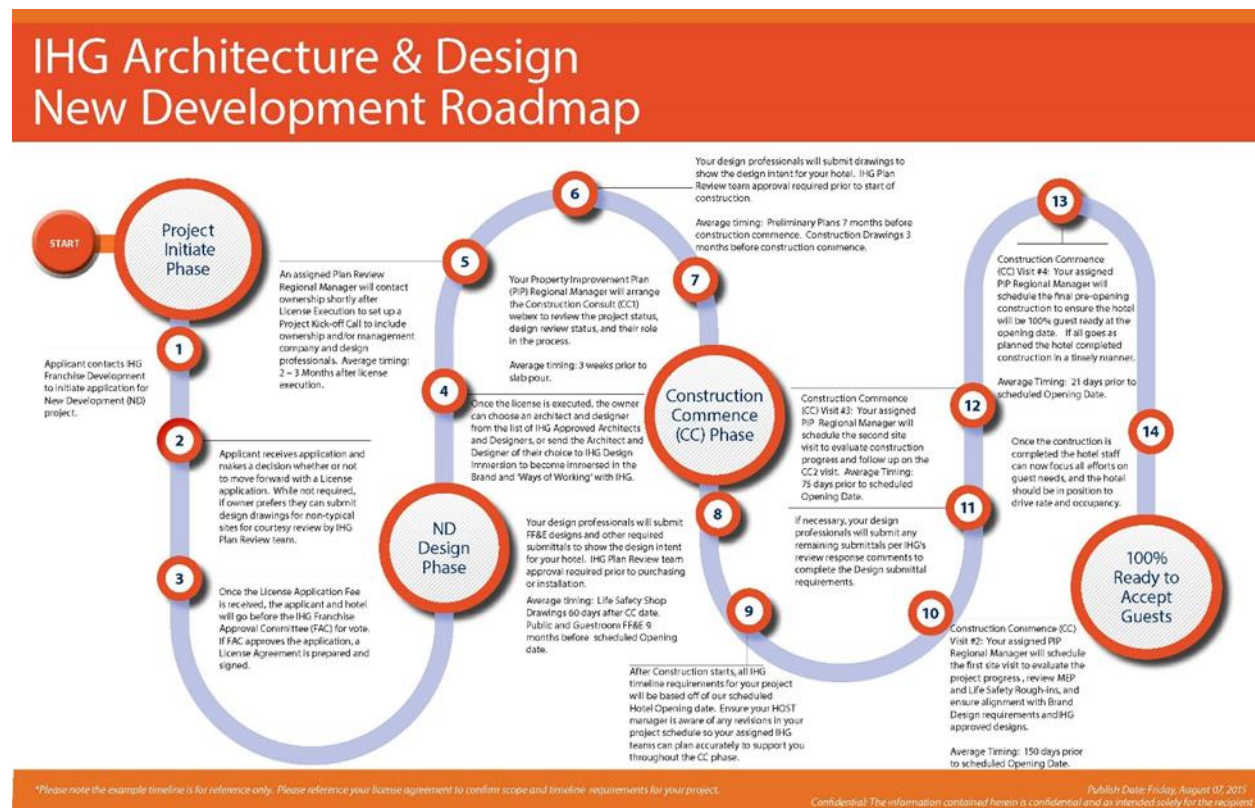 IHG Architecture & Design
New Development Roadmap
START
Project
Initiate
Phase
1
Applicant contacts IHG
Franchise Development
to initiate application for
New Development (ND)
project.
2
Applicant receives application and
makes a decision whether or not
to move forward with a License
application. While not required,
if owner prefers they can submit
design drawings for non-typical
sites for courtesy review by IHG
Plan Review team.
3
Once the License Application Fee
is received, the applicant and hotel
will go before the IHG Franchise
Approval Committee (FAC) for vote.
If FAC approves the application, a
License Agreement is prepared and
signed.
ND
Design
Phase
4
Once the license is executed, the owner
can choose an architect and designer
from the list of IHG Approved Architects
and Designers, or send the Architect and
Designer of their choice to IHG Design
Immersion to become immersed in the
Brand and 'Ways of Working' with IHG.
5
An assigned Plan Review
Regional Manager will contact
ownership shortly after
License Execution to set up a
Project Kick-off Call to include
ownership and/or management
company and design
professionals. Average timing:
2 – 3 Months after license
execution.
6
Your design professionals will submit drawings to
show the design intent for your hotel. IHG Plan
Review team approval required prior to start of
construction.
Average timing: Preliminary Plans 7 months before
construction commence. Construction Drawings 3
months before construction commence.
7
Your Property Improvement Plan
(PIP) Regional Manager will arrange
the Construction Consult (CC1)
webex to review the project status,
design review status, and their role
in the process.
Average timing: 3 weeks prior to
slab pour.
Construction
Commence
(CC) Phase
8
Your design professionals will submit
FF&E designs and other required
submittals to show the design intent
for your hotel. IHG Plan Review team
approval required prior to purchasing
or installation.
Average timing: Life Safety Shop
Drawings 60 days after CC date.
Public and Guestroom FF&E 9
months before scheduled Opening
date.
9
After Construction starts, all IHG
timeline requirements for your project
will be based off of our scheduled
Hotel Opening date. Ensure your HOST
manager is aware of any revisions in your
project schedule so your assigned IHG
teams can plan accurately to support you
throughout the CC phase.
10
Construction Commence (CC)
Visit #2: Your assigned PIP
Regional Manager will schedule
the first site visit to evaluate the
project progress , review MEP
and Life Safety Rough-ins, and
ensure alignment with Brand
Design requirements andIHG
approved designs.
Average Timing: 150 days prior
to scheduled Opening Date.
11
If necessary, your design
professionals will submit any
remaining submittals per IHG's
review response comments to
complete the Design submittal
requirements.
12
Construction Commence
(CC) Visit #3: Your assigned
PIP Regional Manager will
schedule the second site
visit to evaluate construction
progress and follow up on the
CC2 visit. Average Timing:
75 days prior to scheduled
Opening Date.
13
Construction Commence
(CC) Visit #4: Your assigned
PIP Regional Manager will
schedule the final pre-opening
construction to ensure the hotel
will be 100% guest ready at the
opening date. If all goes as
planned the hotel completed
construction in a timely manner.
Average Timing: 21 days prior to
scheduled Opening Date.
14
Once the contruction is
completed the hotel staff
can now focus all efforts on
guest needs, and the hotel
should be in position to
drive rate and occupancy.
100%
Ready to
Accept
Guests
*Please note the example timeline is for reference only. Please reference your license agreement to confirm scope and timeline requirements for your project.
Publish Date: Friday, August 07, 2015
Confidential: The information contained herein is confidential and as intended solely for the recipient